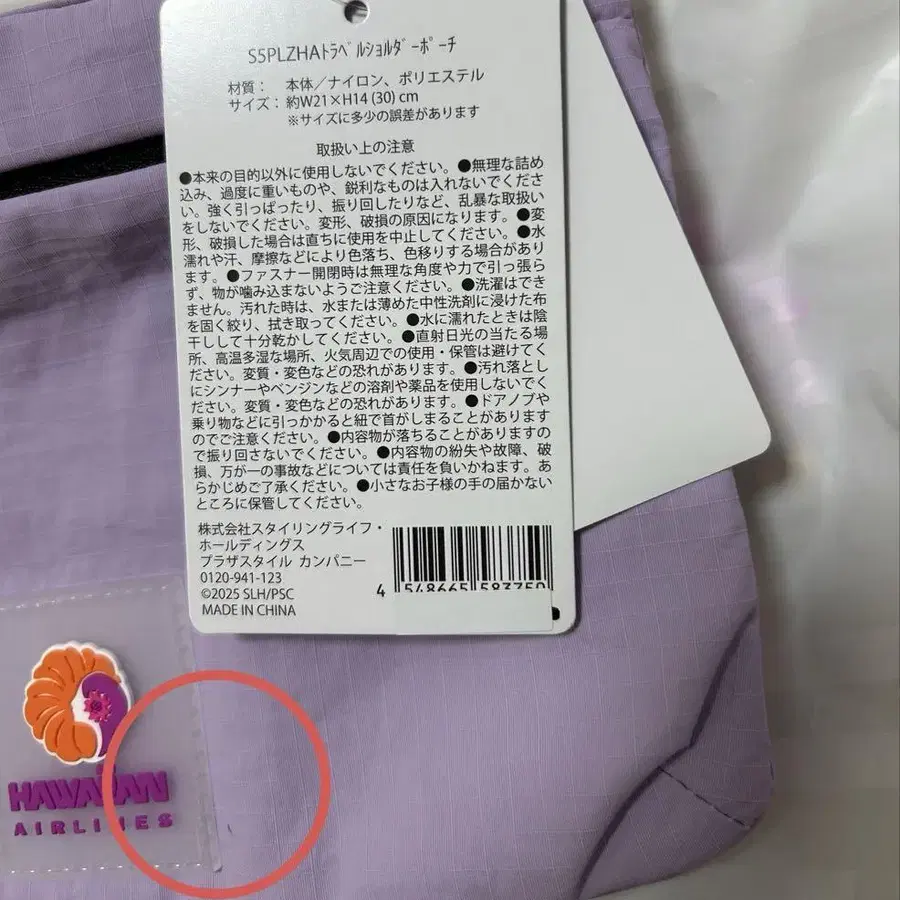 S5PLZHAﾄﾗﾍﾞﾙｼｮﾙﾀﾞｰﾎﾟｰﾁ
材質： 本体／ナイロン、ポリエステル
サイズ：約W21×H14 (30) cm
※サイズに多少の誤差があります
取扱い上の注意
●本来の目的以外に使用しないでください。●無理な詰め
込み、過度に重いものや、鋭利なものは入れないでくださ
い。強く引っぱったり、振り回したりなど、乱暴な取扱い
をしないでください。変形、破損の原因になります。●変
形、破損した場合は直ちに使用を中止してください。●水
濡れや汗、摩擦などにより色落ち、色移りする場合があり
ます。●ファスナー開閉時は無理な角度や力で引っ張ら
ず、物が噛み込まないようご注意ください。●洗濯はでき
ません。汚れた時は、水または薄めた中性洗剤に浸けた布
を固く絞り、拭き取ってください。●水に濡れたときは陰
干しして十分乾かしてください。●直射日光の当たる場
所、高温多湿な場所、火気周辺での使用・保管は避けてく
ださい。変質・変色などの恐れがあります。●汚れ落とし
にシンナーやベンジンなどの溶剤や薬品を使用しないでく
ださい。変質・変色などの恐れがあります。●ドアノブや
乗り物などに引っかかると紐で首がしまることがあります
のでご注意ください。●内容物が落ちることがありますの
で振り回さないでください。●内容物の紛失や故障、破
損、万が一の事故などについては責任を負いかねます。あ
らかじめご了承ください。●小さなお子様の手の届かない
ところに保管してください。
株式会社スタイリングライフ・
ホールディングス
プラザスタイル カンパニー
0120-941-123
©2025 SLH/PSC
MADE IN CHINA
4 548665 583750
HAWAIIAN
AIRLINES